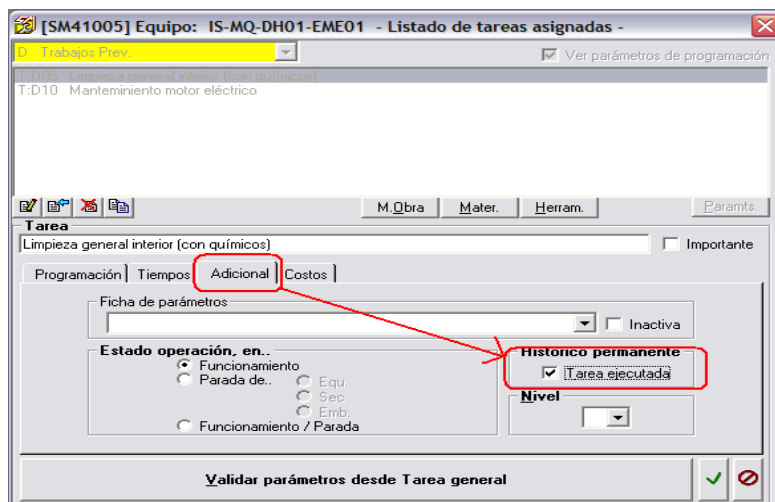 [SM41005] Equipo: IS-MQ-DH01-EME01 - Listado de tareas asignadas -
D Trabajos Prev.
Ver parámetros de programación
T:D05 Limpieza general interior (con químicos)
T:D10 Manteminiento motor eléctrico
M.Obra Mater. Herram. Paramts.
Tarea
Limpieza general interior (con químicos)
Importante
Programación Tiempos Adicional Costos
Ficha de parámetros
Inactiva
Estado operación, en..
Funcionamiento
Parada de.. Equ.
Sec
Emb.
Funcionamiento / Parada
Histórico permanente
Tarea ejecutada
Nivel
Validar parámetros desde Tarea general